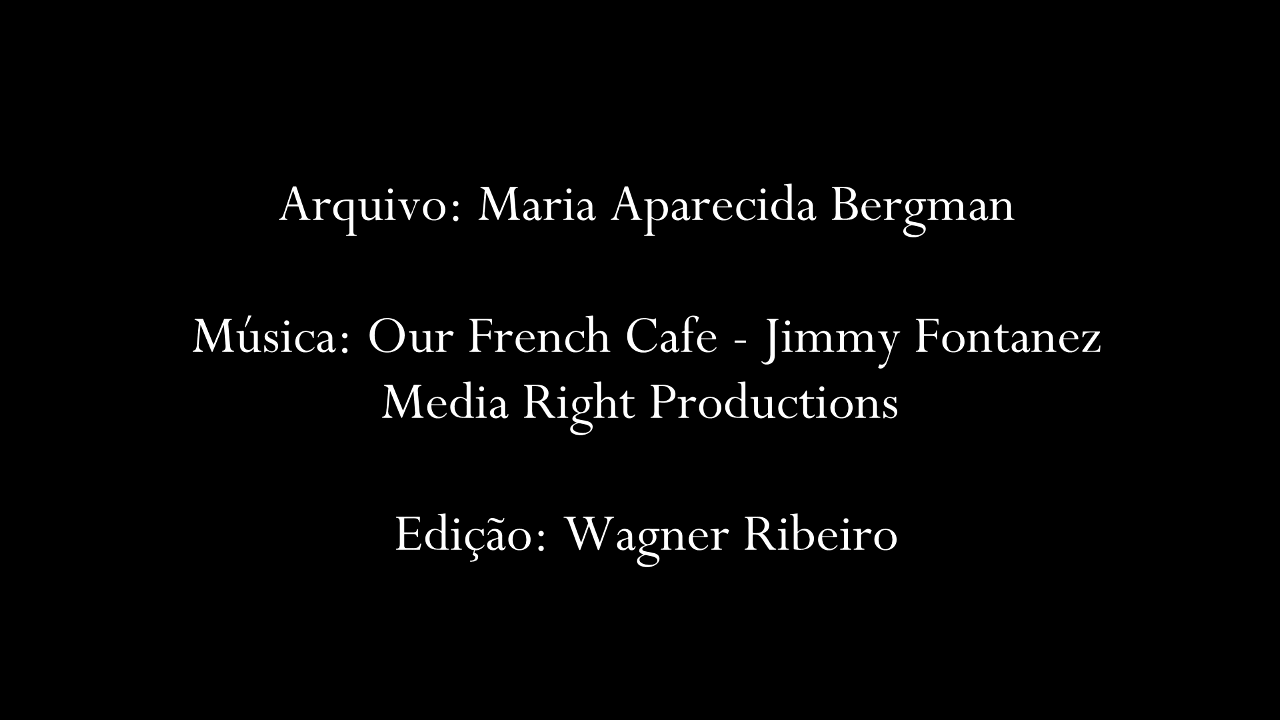 Arquivo: Maria Aparecida Bergman
Música: Our French Cafe - Jimmy Fontanez
Media Right Productions
Edição: Wagner Ribeiro